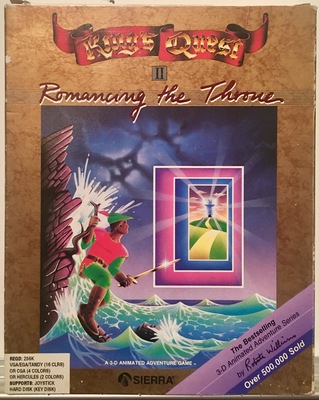 King's Quest
II
Romancing the Throne
REQD: 256K
VGA/EGA/TANDY (16 CLRS)
OR CGA (4 COLORS)
OR HERCULES (2 COLORS)
SUPPORTS: JOYSTICK
HARD DISK (KEY DISK)
A 3-D ANIMATED ADVENTURE GAME
SIERRA
The Bestselling
3-D Animated Adventure Series
by Roberta Williams
Over 500,000 Sold